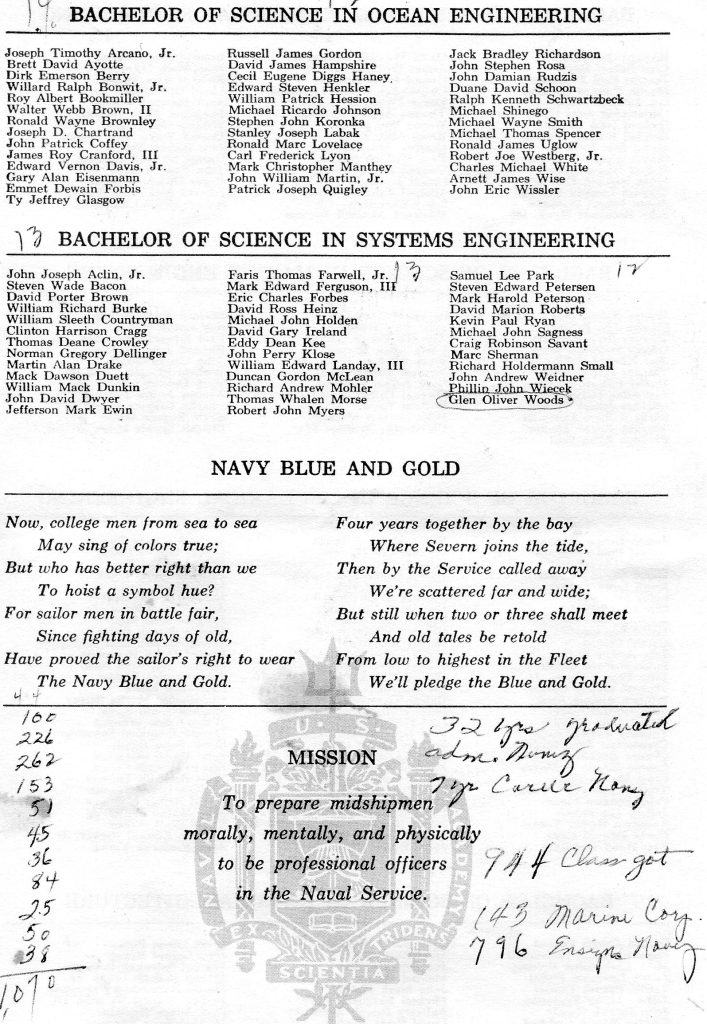 BACHELOR OF SCIENCE IN OCEAN ENGINEERING
Joseph Timothy Arcano, Jr.
Brett David Ayotte
Dirk Emerson Berry
Willard Ralph Bonwit, Jr.
Roy Albert Bookmiller
Walter Webb Brown, II
Ronald Wayne Brownley
Joseph D. Chartrand
John Patrick Coffey
James Roy Cranford, III
Edward Vernon Davis, Jr.
Gary Alan Eisenmann
Emmet Dewain Forbis
Ty Jeffrey Glasgow
Russell James Gordon
David James Hampshire
Cecil Eugene Diggs Haney
Edward Steven Henkler
William Patrick Hession
Michael Ricardo Johnson
Stephen John Koronka
Stanley Joseph Labak
Ronald Marc Lovelace
Carl Frederick Lyon
Mark Christopher Manthey
John William Martin, Jr.
Patrick Joseph Quigley
Jack Bradley Richardson
John Stephen Rosa
John Damian Rudzis
Duane David Schoon
Ralph Kenneth Schwartzbeck
Michael Shinego
Michael Wayne Smith
Michael Thomas Spencer
Ronald James Uglow
Robert Joe Westberg, Jr.
Charles Michael White
Arnett James Wise
John Eric Wissler
13 BACHELOR OF SCIENCE IN SYSTEMS ENGINEERING
John Joseph Aclin, Jr.
Steven Wade Bacon
David Porter Brown
William Richard Burke
William Sleeth Countryman
Clinton Harrison Cragg
Thomas Deane Crowley
Norman Gregory Dellinger
Martin Alan Drake
Mack Dawson Duett
William Mack Dunkin
John David Dwyer
Jefferson Mark Ewin
Faris Thomas Farwell, Jr. 13
Mark Edward Ferguson, III
Eric Charles Forbes
David Ross Heinz
Michael John Holden
David Gary Ireland
Eddy Dean Kee
John Perry Klose
William Edward Landay, III
Duncan Gordon McLean
Richard Andrew Mohler
Thomas Whalen Morse
Robert John Myers
Samuel Lee Park 12
Steven Edward Petersen
Mark Harold Peterson
David Marion Roberts
Kevin Paul Ryan
Michael John Sagness
Craig Robinson Savant
Marc Sherman
Richard Holdermann Small
John Andrew Weidner
Phillip John Wiecek
Glen Oliver Woods
NAVY BLUE AND GOLD
Now, college men from sea to sea
May sing of colors true;
But who has better right than we
To hoist a symbol hue?
For sailor men in battle fair,
Since fighting days of old,
Have proved the sailor's right to wear
The Navy Blue and Gold.
Four years together by the bay
Where Severn joins the tide,
Then by the Service called away
We're scattered far and wide;
But still when two or three shall meet
And old tales be retold
From low to highest in the Fleet
We'll pledge the Blue and Gold.
44
100
226
262
153
51
45
36
84
25
50
38
1,070
MISSION
To prepare midshipmen
morally, mentally, and physically
to be professional officers
in the Naval Service.
U · S
NAVAL
ACADEMY
EX
SCIENTIA
TRIDENS
32 yrs graduated
adm.
7 yr Navy
944 Class got
143 Marine Corp.
796 Ensign Navy